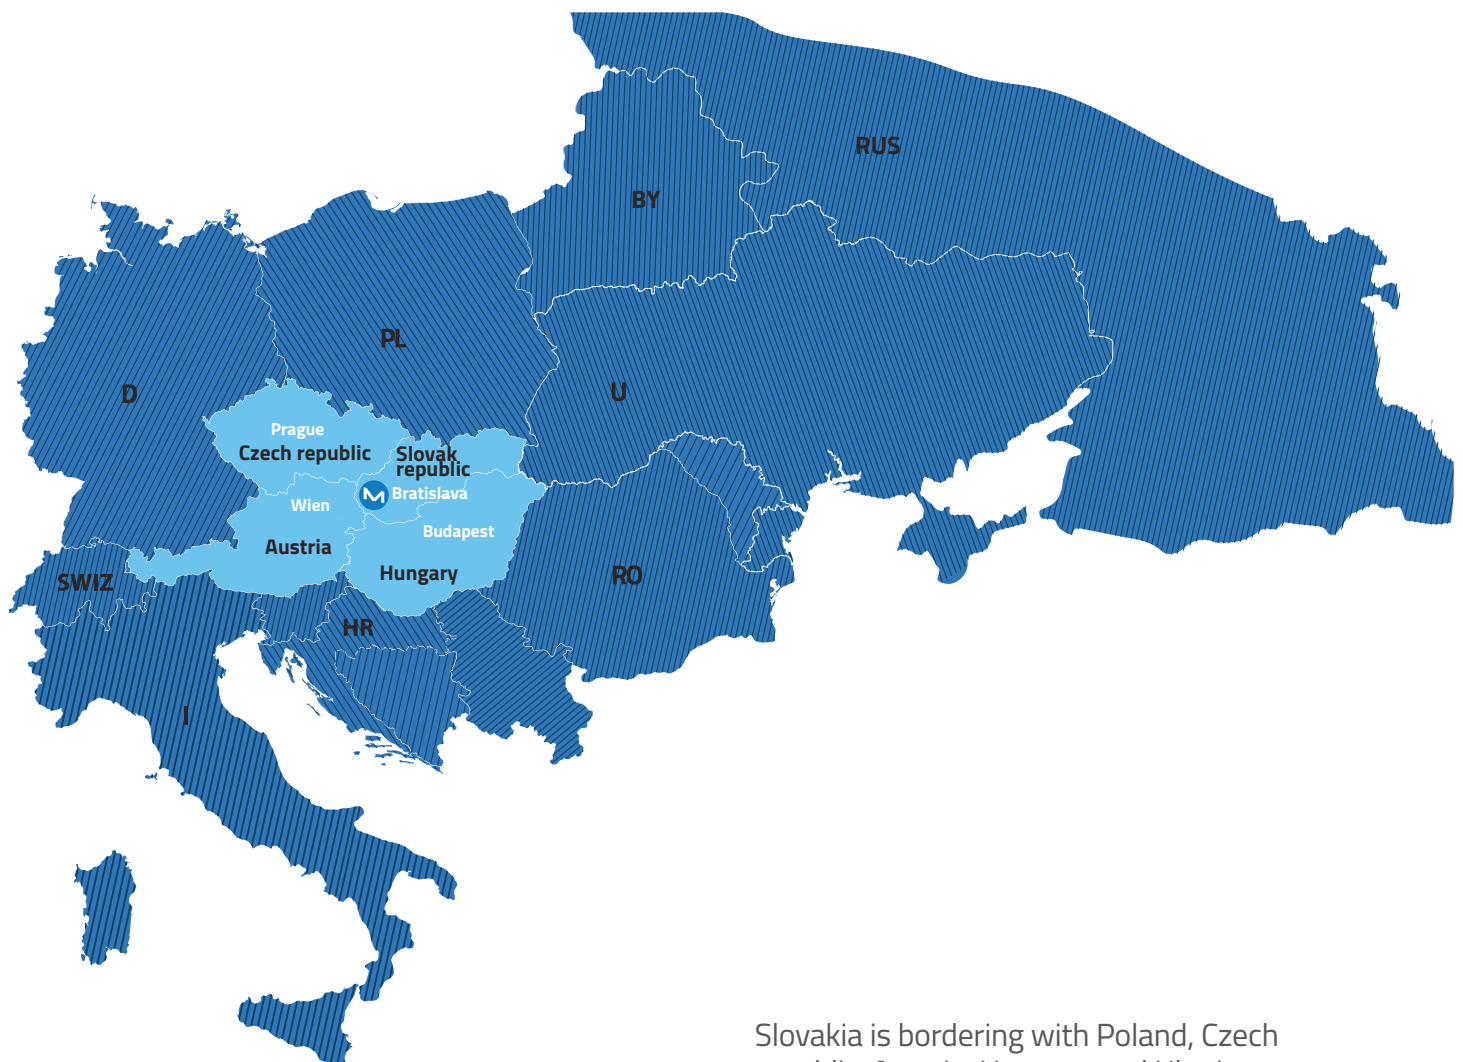 RUS
BY
PL
D
U
Prague
Czech republic
Slovak
republic
Bratislava
Wien
Budapest
Austria
Hungary
SWIZ
RO
HR
I
Slovakia is bordering with Poland, Czech